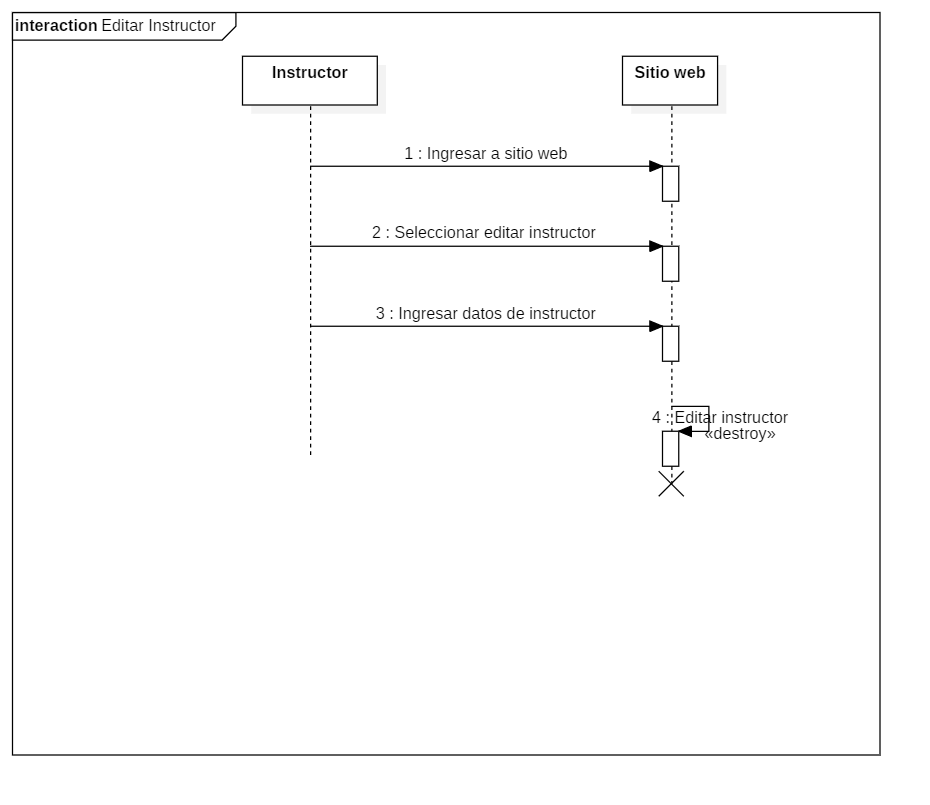 interaction Editar Instructor
Instructor
Sitio web
1 : Ingresar a sitio web
2 : Seleccionar editar instructor
3 : Ingresar datos de instructor
4 : Editar instructor
«destroy»